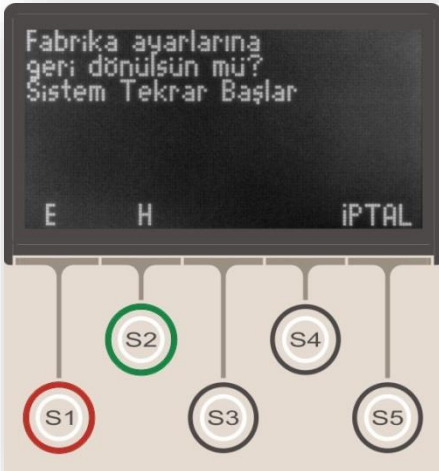 Fabrika ayarlarına
geri dönülsün mü?
Sistem Tekrar Başlar
E H iPTAL
S2 S4
S1 S3 S5